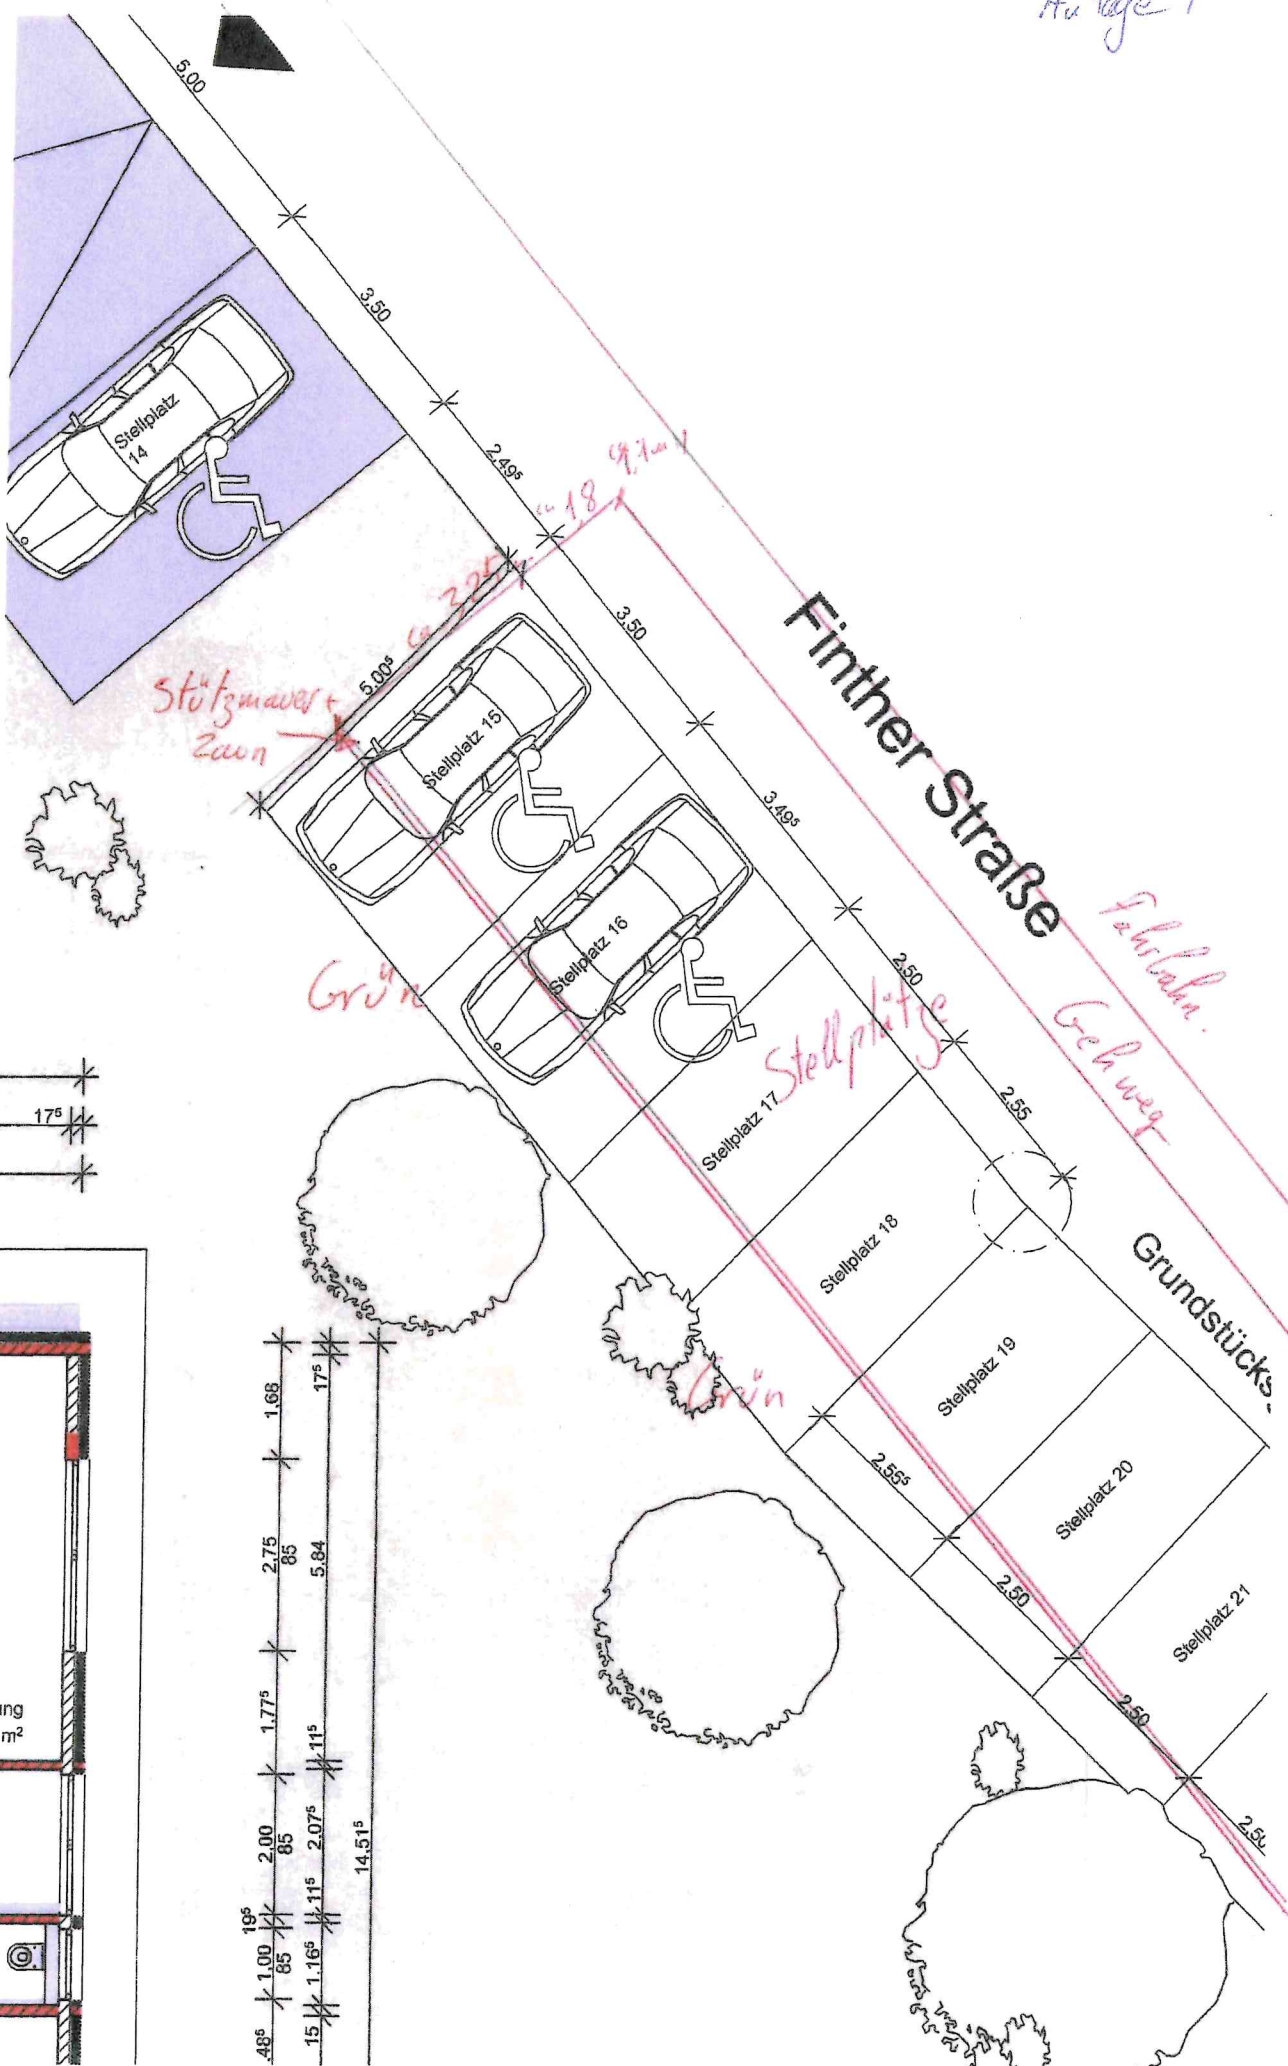 Anlage 1
5,00
3,50
2,49⁵
ca 1,8
3,50
ca 3,25
5.00⁵
Stellplatz
14
Stützmauer +
Zaun
Stellplatz 15
Finther Straße
3,49⁵
Stellplatz 16
Fahrbahn.
Gehweg
2,50
Grün
Stellplätze
2,55
17⁵
Stellplatz 17
Stellplatz 18
Grundstücks
Stellplatz 19
Grün
1.66
17⁵
2,55⁵
Stellplatz 20
2,75
85
5.84
2,50
Stellplatz 21
ung
m²
1.77⁵
11⁵
2,50
2,00
85
2.07⁵
14.51⁵
2,50
19⁵
11⁵
1,00
85
1.16⁵
.48⁵
15